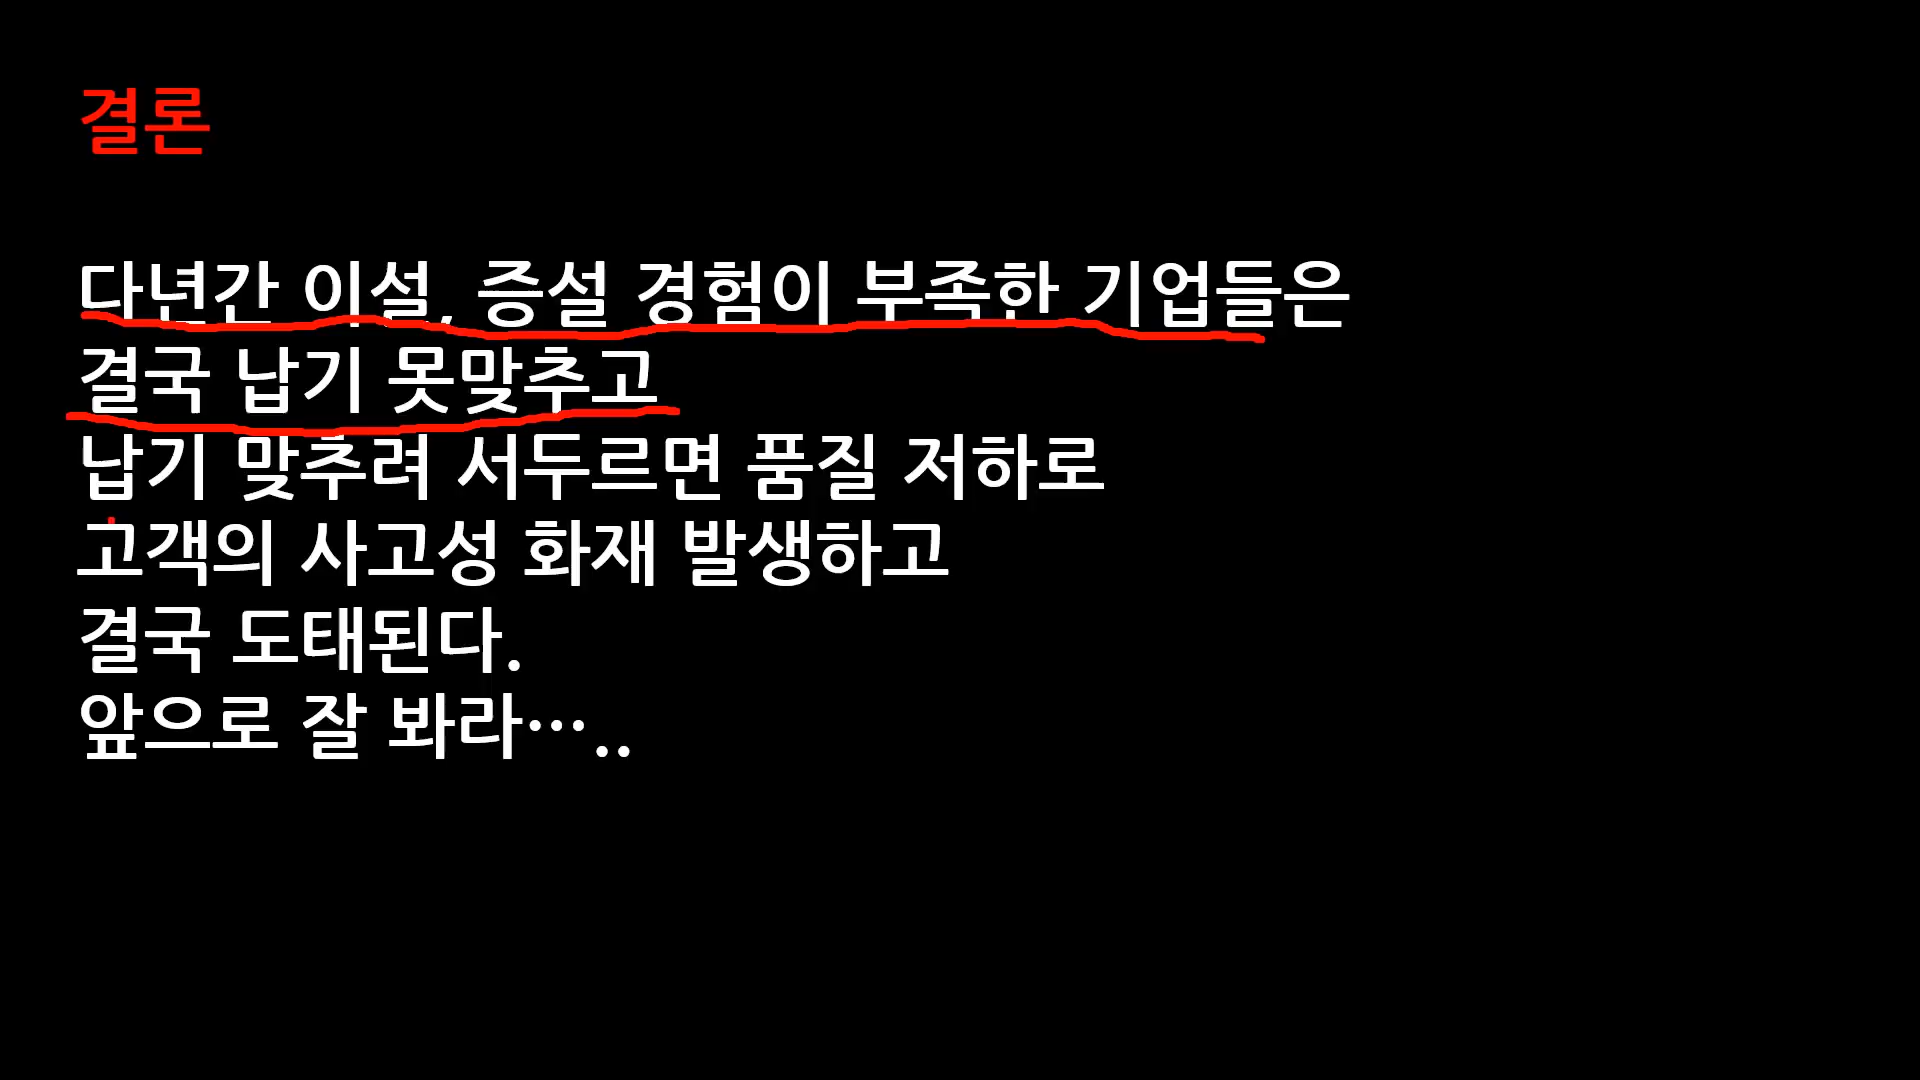 결론
다년간 이설, 증설 경험이 부족한 기업들은
결국 납기 못맞추고
납기 맞추려 서두르면 품질 저하로
고객의 사고성 화재 발생하고
결국 도태된다.
앞으로 잘 봐라…..